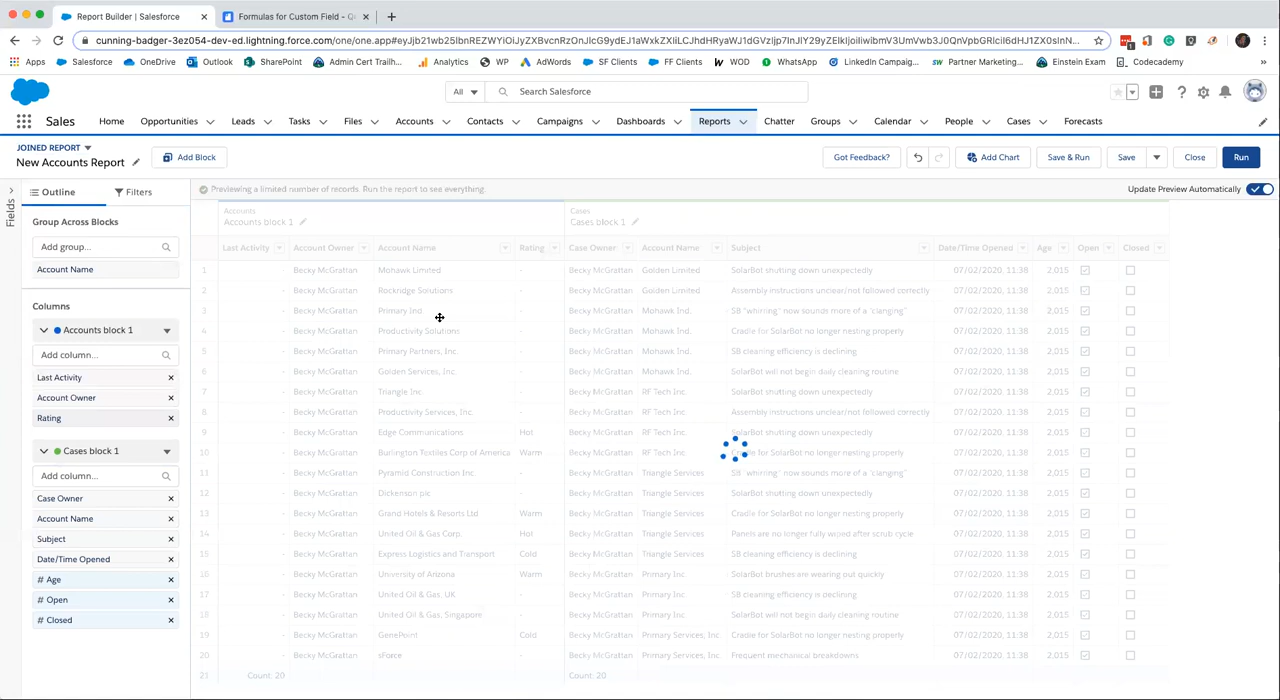 Report Builder | Salesforce
Formulas for Custom Field - Q
cunning-badger-3ez054-dev-ed.lightning.force.com/one/one.app#
Apps Salesforce OneDrive Outlook SharePoint Admin Cert Trailh... Analytics WP AdWords SF Clients FF Clients WOD WhatsApp LinkedIn Campaig... Partner Marketing... Einstein Exam Codecademy
All Search Salesforce
Sales Home Opportunities Leads Tasks Files Accounts Contacts Campaigns Dashboards Reports Chatter Groups Calendar People Cases Forecasts
JOINED REPORT
New Accounts Report Add Block Got Feedback? Add Chart Save & Run Save Close Run
Fields
Outline Filters
Previewing a limited number of records. Run the report to see everything. Update Preview Automatically
Group Across Blocks
Add group...
Account Name
Columns
Accounts block 1
Add column...
Last Activity
Account Owner
Rating
Cases block 1
Add column...
Case Owner
Account Name
Subject
Date/Time Opened
# Age
# Open
# Closed
Accounts Cases
Accounts block 1 Cases block 1
Last Activity Account Owner Account Name Rating Case Owner Account Name Subject Date/Time Opened Age Open Closed
1 - Becky McGrattan Mohawk Limited - Becky McGrattan Golden Limited SolarBot shutting down unexpectedly 07/02/2020, 11:38 2,015
2 - Becky McGrattan Rockridge Solutions - Becky McGrattan Golden Limited Assembly instructions unclear/not followed correctly 07/02/2020, 11:38 2,015
3 - Becky McGrattan Primary Ind - Becky McGrattan Mohawk Ind. SB "whirring" now sounds more of a "clanging" 07/02/2020, 11:38 2,015
4 - Becky McGrattan Productivity Solutions - Becky McGrattan Mohawk Ind. Cradle for SolarBot no longer nesting properly 07/02/2020, 11:38 2,015
5 - Becky McGrattan Primary Partners, Inc. - Becky McGrattan Mohawk Ind. SB cleaning efficiency is declining 07/02/2020, 11:38 2,015
6 - Becky McGrattan Golden Services, Inc. - Becky McGrattan Mohawk Ind. SolarBot will not begin daily cleaning routine 07/02/2020, 11:38 2,015
7 - Becky McGrattan Triangle Inc. - Becky McGrattan RF Tech Inc. SolarBot shutting down unexpectedly 07/02/2020, 11:38 2,015
8 - Becky McGrattan Productivity Services, Inc. - Becky McGrattan RF Tech Inc. Assembly instructions unclear/not followed correctly 07/02/2020, 11:38 2,015
9 - Becky McGrattan Edge Communications Hot Becky McGrattan RF Tech Inc. SolarBot shutting down unexpectedly 07/02/2020, 11:38 2,015
10 - Becky McGrattan Burlington Textiles Corp of America Warm Becky McGrattan RF Tech Inc. Cradle for SolarBot no longer nesting properly 07/02/2020, 11:38 2,015
11 - Becky McGrattan Pyramid Construction Inc. - Becky McGrattan Triangle Services SB "whirring" now sounds more of a "clanging" 07/02/2020, 11:38 2,015
12 - Becky McGrattan Dickenson plc - Becky McGrattan Triangle Services SolarBot shutting down unexpectedly 07/02/2020, 11:38 2,015
13 - Becky McGrattan Grand Hotels & Resorts Ltd Warm Becky McGrattan Triangle Services Cradle for SolarBot no longer nesting properly 07/02/2020, 11:38 2,015
14 - Becky McGrattan United Oil & Gas Corp. Hot Becky McGrattan Triangle Services Panels are no longer fully wiped after scrub cycle 07/02/2020, 11:38 2,015
15 - Becky McGrattan Express Logistics and Transport Cold Becky McGrattan Triangle Services SB cleaning efficiency is declining 07/02/2020, 11:38 2,015
16 - Becky McGrattan University of Arizona Warm Becky McGrattan Primary Inc. SolarBot brushes are wearing out quickly 07/02/2020, 11:38 2,015
17 - Becky McGrattan United Oil & Gas, UK - Becky McGrattan Primary Inc. SB cleaning efficiency is declining 07/02/2020, 11:38 2,015
18 - Becky McGrattan United Oil & Gas, Singapore - Becky McGrattan Primary Inc. SolarBot will not begin daily cleaning routine 07/02/2020, 11:38 2,015
19 - Becky McGrattan GenePoint Cold Becky McGrattan Primary Services, Inc Cradle for SolarBot no longer nesting properly 07/02/2020, 11:38 2,015
20 - Becky McGrattan sForce - Becky McGrattan Primary Services, Inc. Frequent mechanical breakdowns 07/02/2020, 11:38 2,015
21 Count: 20 Count: 20